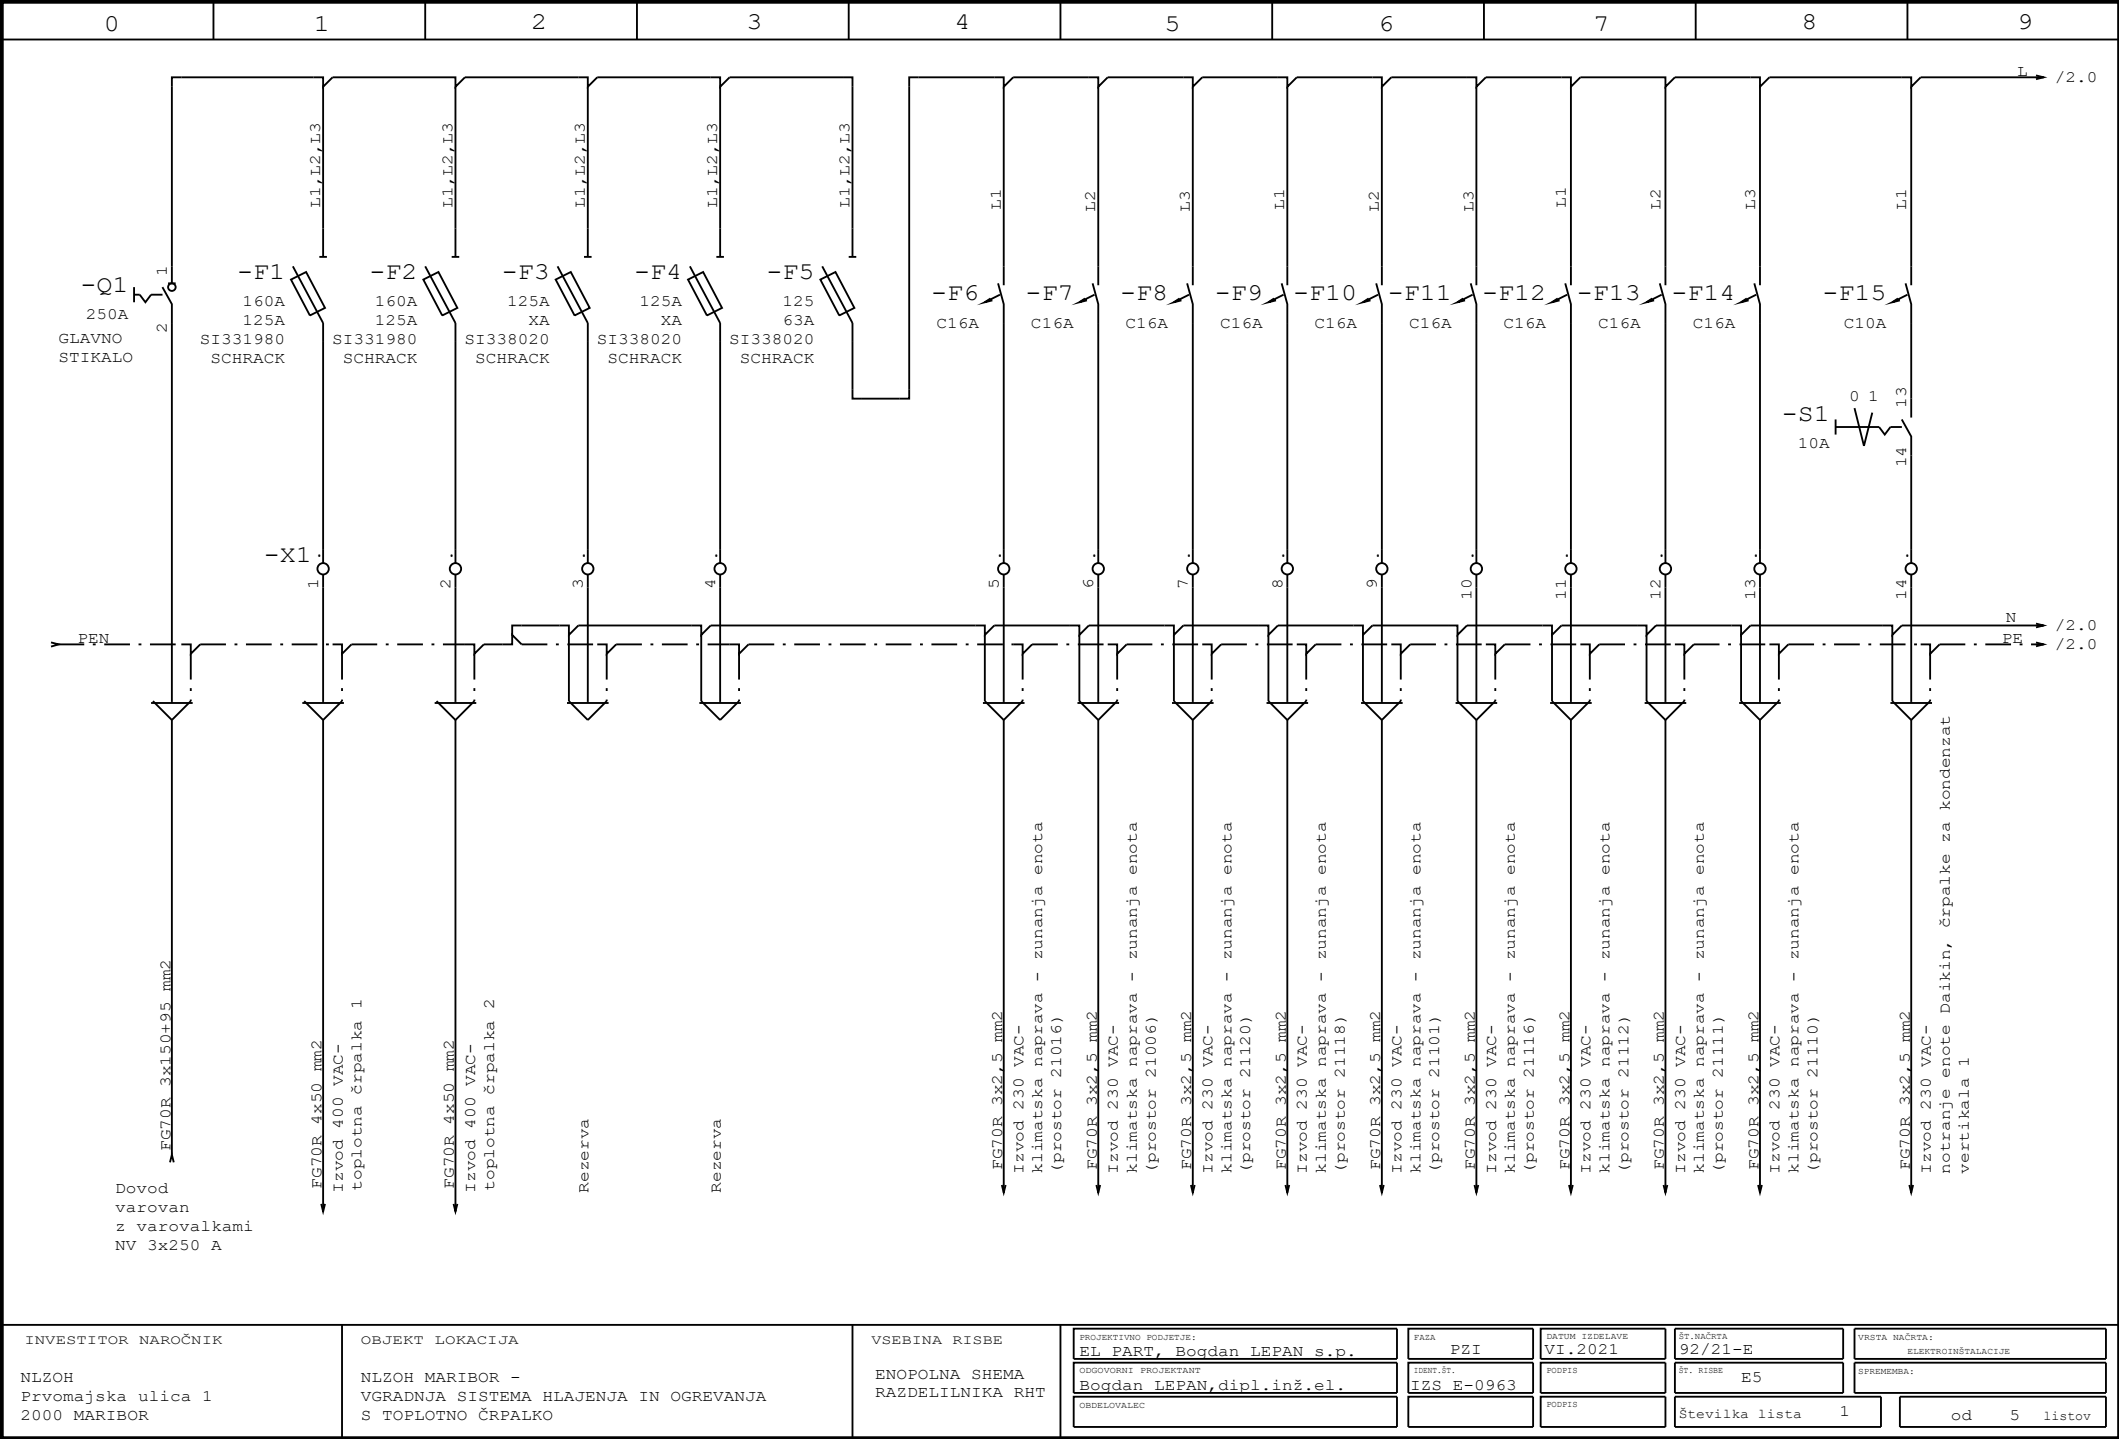 0 1 2 3 4 5 6 7 8 9
L /2.0
L1,L2,L3
L1,L2,L3
L1,L2,L3
L1,L2,L3
L1,L2,L3
L1
L2
L3
L1
L2
L3
L1
L2
L3
L1
-Q1
250A
GLAVNO
STIKALO
1
2
-F1
160A
125A
SI331980
SCHRACK
-F2
160A
125A
SI331980
SCHRACK
-F3
125A
XA
SI338020
SCHRACK
-F4
125A
XA
SI338020
SCHRACK
-F5
125
63A
SI338020
SCHRACK
-F6
C16A
-F7
C16A
-F8
C16A
-F9
C16A
-F10
C16A
-F11
C16A
-F12
C16A
-F13
C16A
-F14
C16A
-F15
C10A
-S1
10A
0 1
13
14
-X1
1
2
3
4
5
6
7
8
9
10
11
12
13
14
PEN
N /2.0
PE /2.0
FG70R 3x150+95 mm2
Dovod
varovan
z varovalkami
NV 3x250 A
FG70R 4x50 mm2
Izvod 400 VAC-
toplotna črpalka 1
FG70R 4x50 mm2
Izvod 400 VAC-
toplotna črpalka 2
Rezerva
Rezerva
FG70R 3x2,5 mm2
Izvod 230 VAC-
klimatska naprava - zunanja enota
(prostor 21016)
FG70R 3x2,5 mm2
Izvod 230 VAC-
klimatska naprava - zunanja enota
(prostor 21006)
FG70R 3x2,5 mm2
Izvod 230 VAC-
klimatska naprava - zunanja enota
(prostor 21120)
FG70R 3x2,5 mm2
Izvod 230 VAC-
klimatska naprava - zunanja enota
(prostor 21118)
FG70R 3x2,5 mm2
Izvod 230 VAC-
klimatska naprava - zunanja enota
(prostor 21101)
FG70R 3x2,5 mm2
Izvod 230 VAC-
klimatska naprava - zunanja enota
(prostor 21116)
FG70R 3x2,5 mm2
Izvod 230 VAC-
klimatska naprava - zunanja enota
(prostor 21112)
FG70R 3x2,5 mm2
Izvod 230 VAC-
klimatska naprava - zunanja enota
(prostor 21111)
FG70R 3x2,5 mm2
Izvod 230 VAC-
klimatska naprava - zunanja enota
(prostor 21110)
FG70R 3x2,5 mm2
Izvod 230 VAC-
notranje enote Daikin, črpalke za kondenzat
vertikala 1
INVESTITOR NAROČNIK
NLZOH
Prvomajska ulica 1
2000 MARIBOR
OBJEKT LOKACIJA
NLZOH MARIBOR -
VGRADNJA SISTEMA HLAJENJA IN OGREVANJA
S TOPLOTNO ČRPALKO
VSEBINA RISBE
ENOPOLNA SHEMA
RAZDELILNIKA RHT
PROJEKTIVNO PODJETJE:
EL PART, Bogdan LEPAN s.p.
ODGOVORNI PROJEKTANT
Bogdan LEPAN,dipl.inž.el.
OBDELOVALEC
FAZA
PZI
IDENT.ŠT.
IZS E-0963
DATUM IZDELAVE
VI.2021
PODPIS
PODPIS
ŠT.NAČRTA
92/21-E
ŠT. RISBE
E5
Številka lista 1
VRSTA NAČRTA:
ELEKTROINŠTALACIJE
SPREMEMBA:
od 5 listov